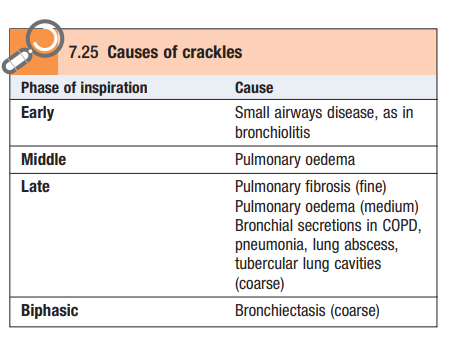 7.25 Causes of crackles
Phase of inspiration Cause
Early Small airways disease, as in
bronchiolitis
Middle Pulmonary oedema
Late Pulmonary fibrosis (fine)
Pulmonary oedema (medium)
Bronchial secretions in COPD,
pneumonia, lung abscess,
tubercular lung cavities
(coarse)
Biphasic Bronchiectasis (coarse)